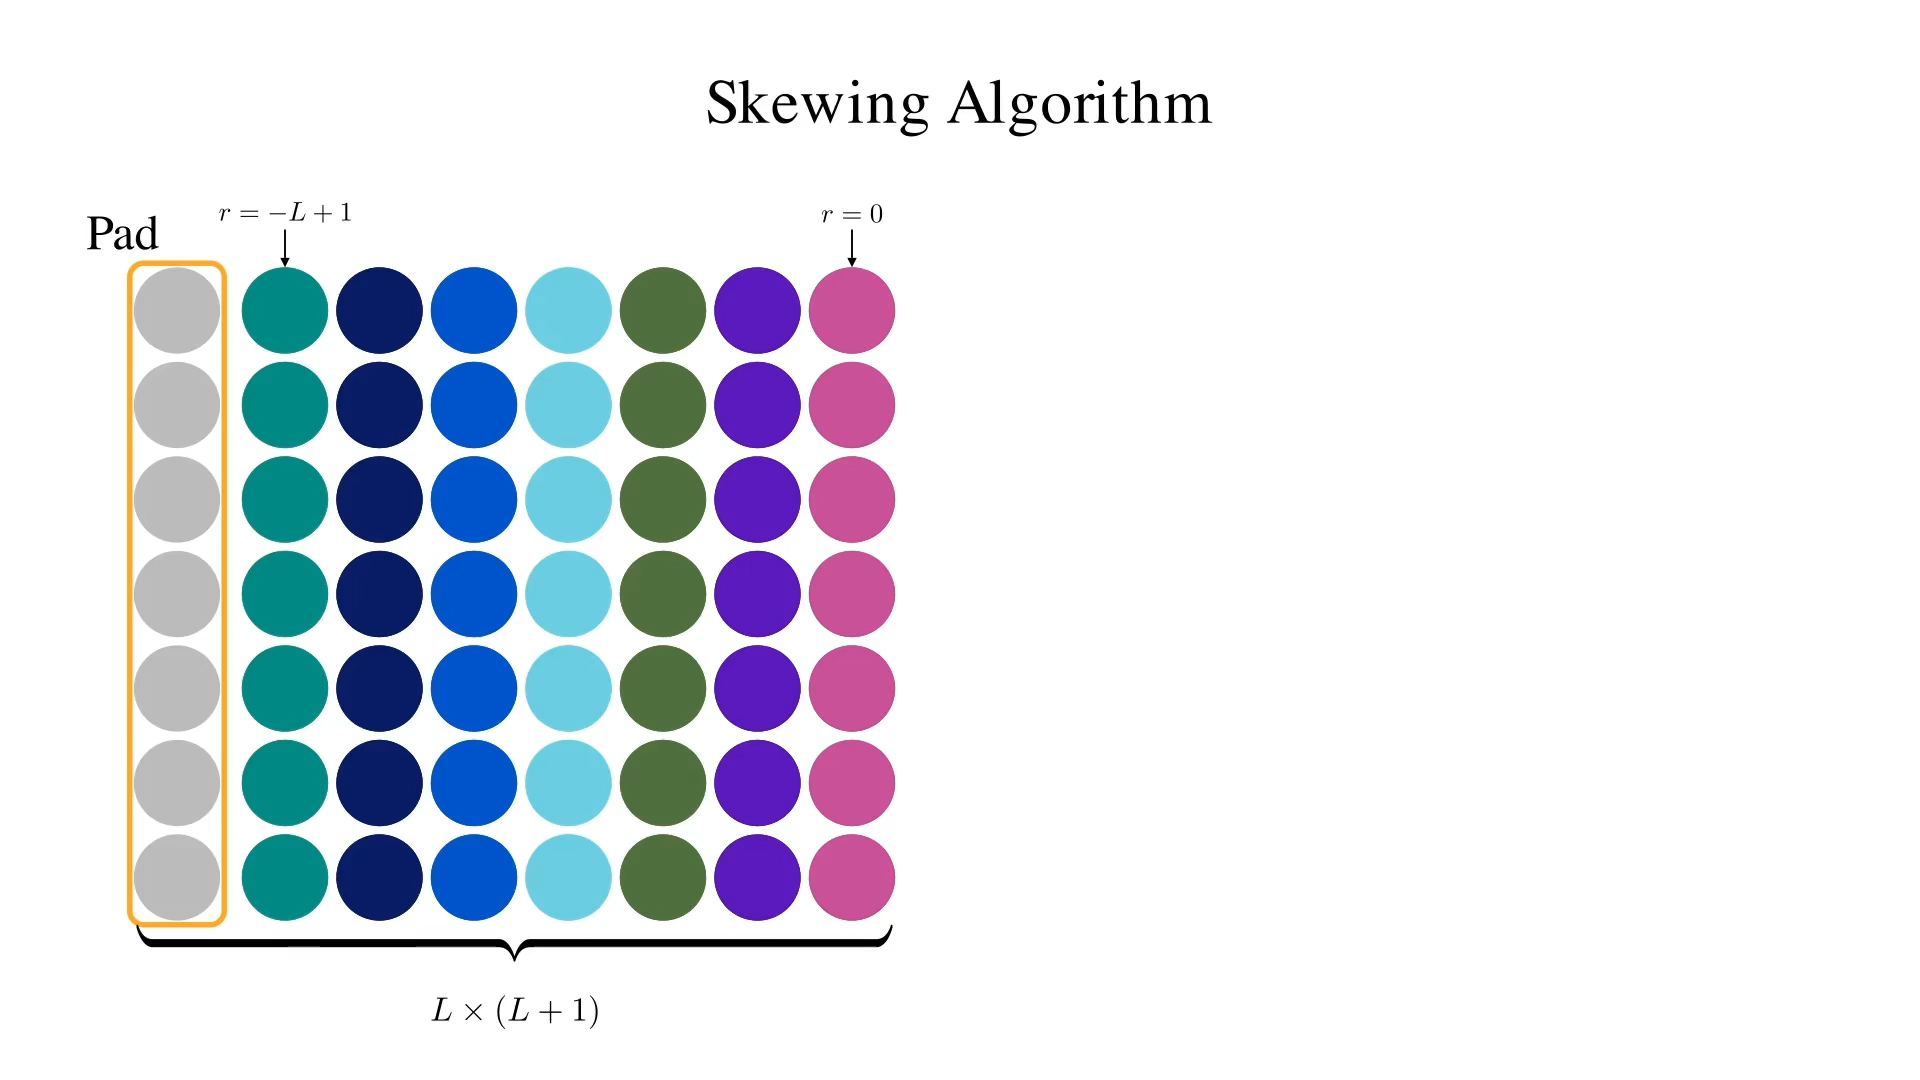 Skewing Algorithm
Pad
r = −L + 1
r = 0
L × (L + 1)